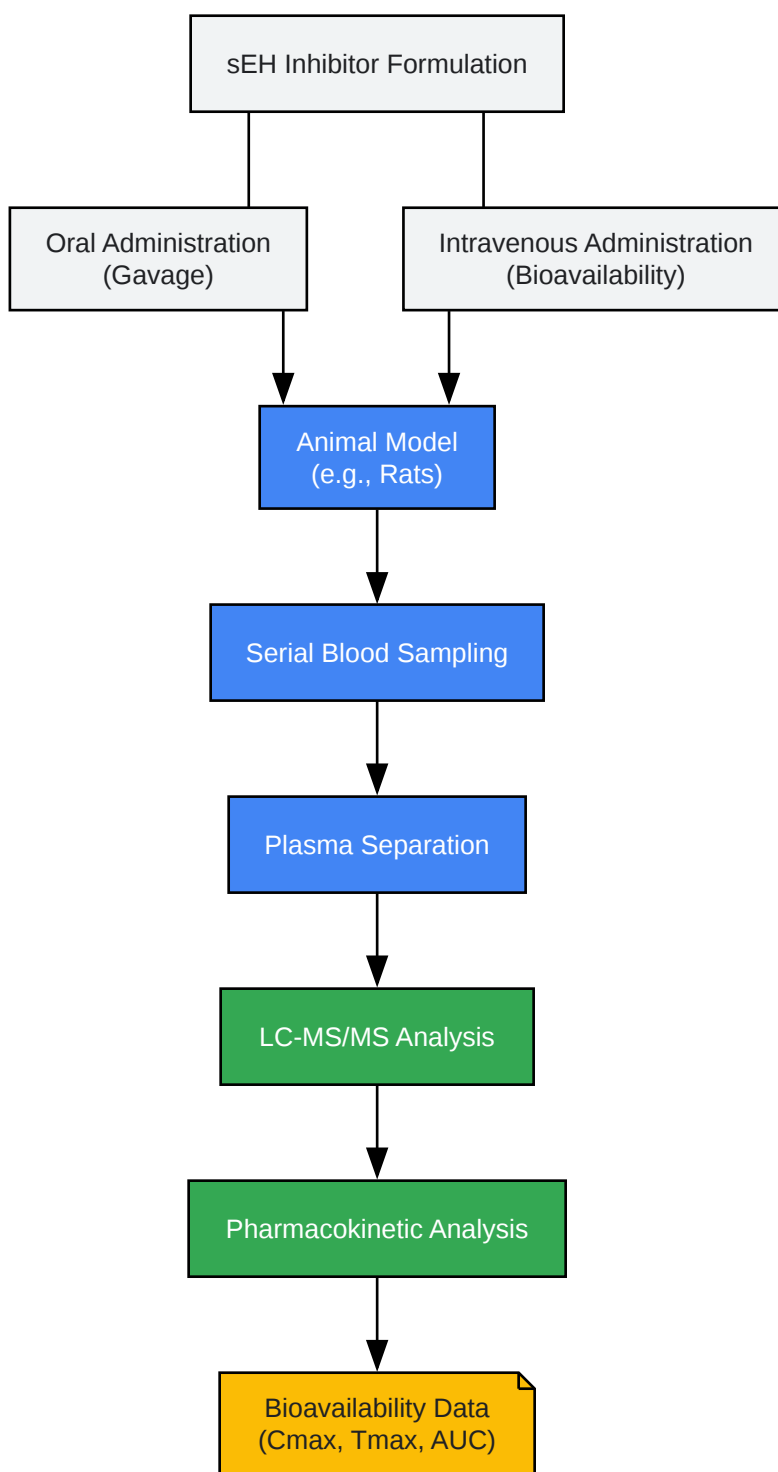 sEH Inhibitor Formulation
Oral Administration
(Gavage)
Intravenous Administration
(Bioavailability)
Animal Model
(e.g., Rats)
Serial Blood Sampling
Plasma Separation
LC-MS/MS Analysis
Pharmacokinetic Analysis
Bioavailability Data
(Cmax, Tmax, AUC)